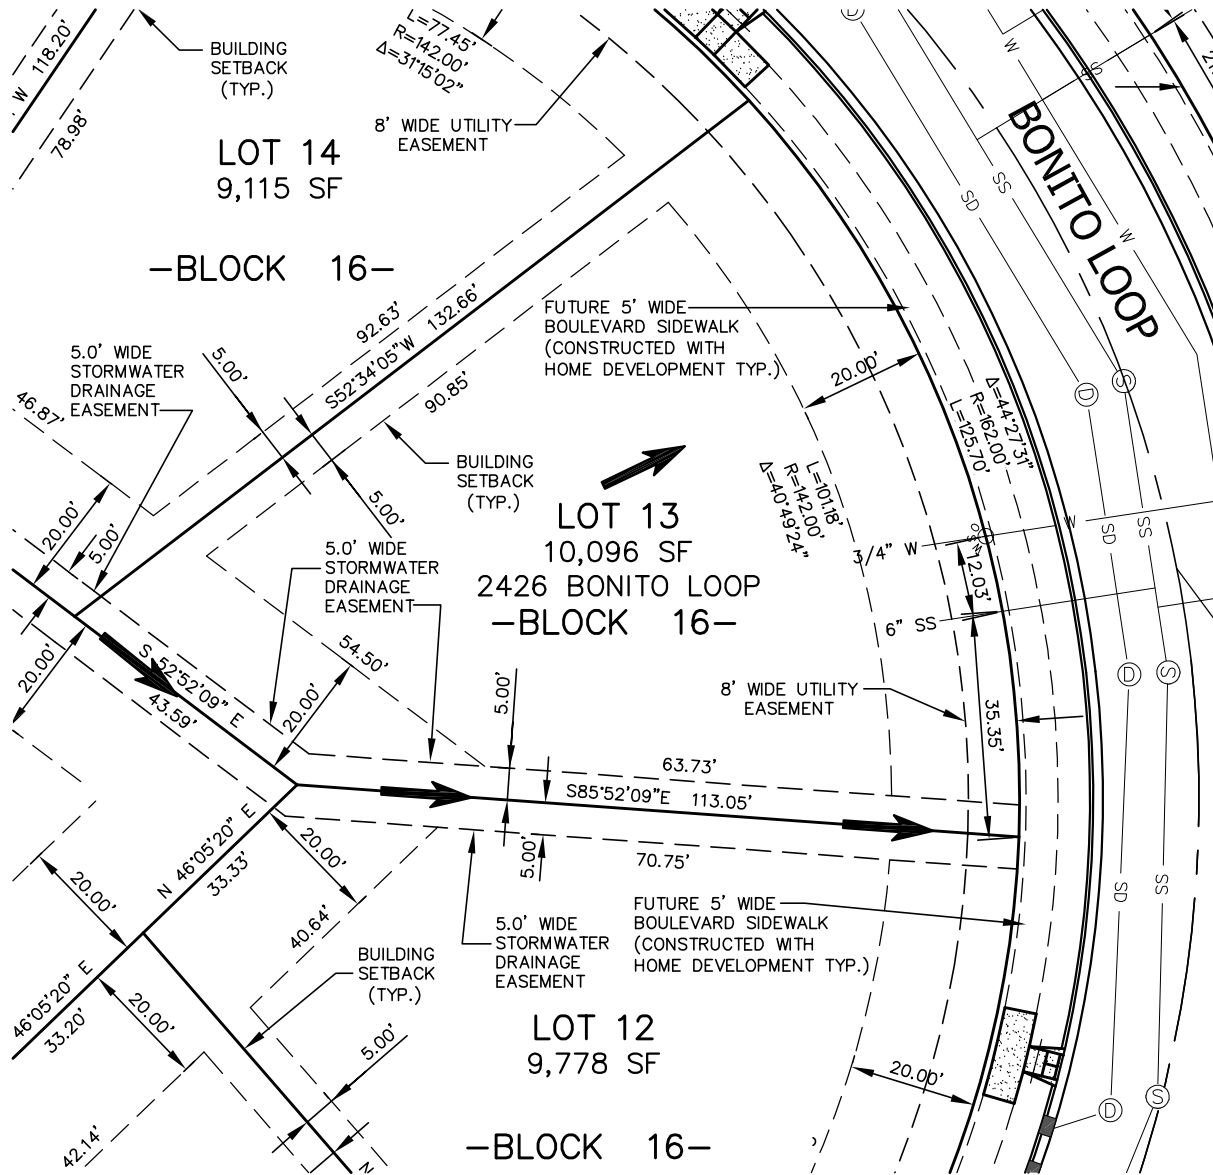 W 118.20'
78.98'
BUILDING
SETBACK
(TYP.)
L=77.45'
R=142.00'
Δ=31°15'02"
8' WIDE UTILITY
EASEMENT
LOT 14
9,115 SF
-BLOCK 16-
SS
W
D
SD
SS
W
BONITO LOOP
92.63'
S52°34'05"W 132.66'
90.85'
5.00'
5.00'
5.0' WIDE
STORMWATER
DRAINAGE
EASEMENT
46.87'
20.00'
5.00'
FUTURE 5' WIDE
BOULEVARD SIDEWALK
(CONSTRUCTED WITH
HOME DEVELOPMENT TYP.)
20.00'
Δ=44°27'31"
R=162.00'
L=125.70'
D
S
BUILDING
SETBACK
(TYP.)
L=101.18'
R=142.00'
Δ=40°49'24"
LOT 13
10,096 SF
2426 BONITO LOOP
-BLOCK 16-
5.0' WIDE
STORMWATER
DRAINAGE
EASEMENT
3/4" W
W
SD
SS
12.03'
6" SS
54.50'
20.00'
S 52°52'09" E
43.59'
20.00'
5.00'
8' WIDE UTILITY
EASEMENT
35.35'
D
S
63.73'
S85°52'09"E 113.05'
70.75'
5.00'
N 46°05'20" E
33.33'
20.00'
20.00'
40.64'
SD
SS
FUTURE 5' WIDE
BOULEVARD SIDEWALK
(CONSTRUCTED WITH
HOME DEVELOPMENT TYP.)
5.0' WIDE
STORMWATER
DRAINAGE
EASEMENT
BUILDING
SETBACK
(TYP.)
46°05'20" E
33.20'
20.00'
5.00'
LOT 12
9,778 SF
20.00'
D
S
42.14'
N
-BLOCK 16-